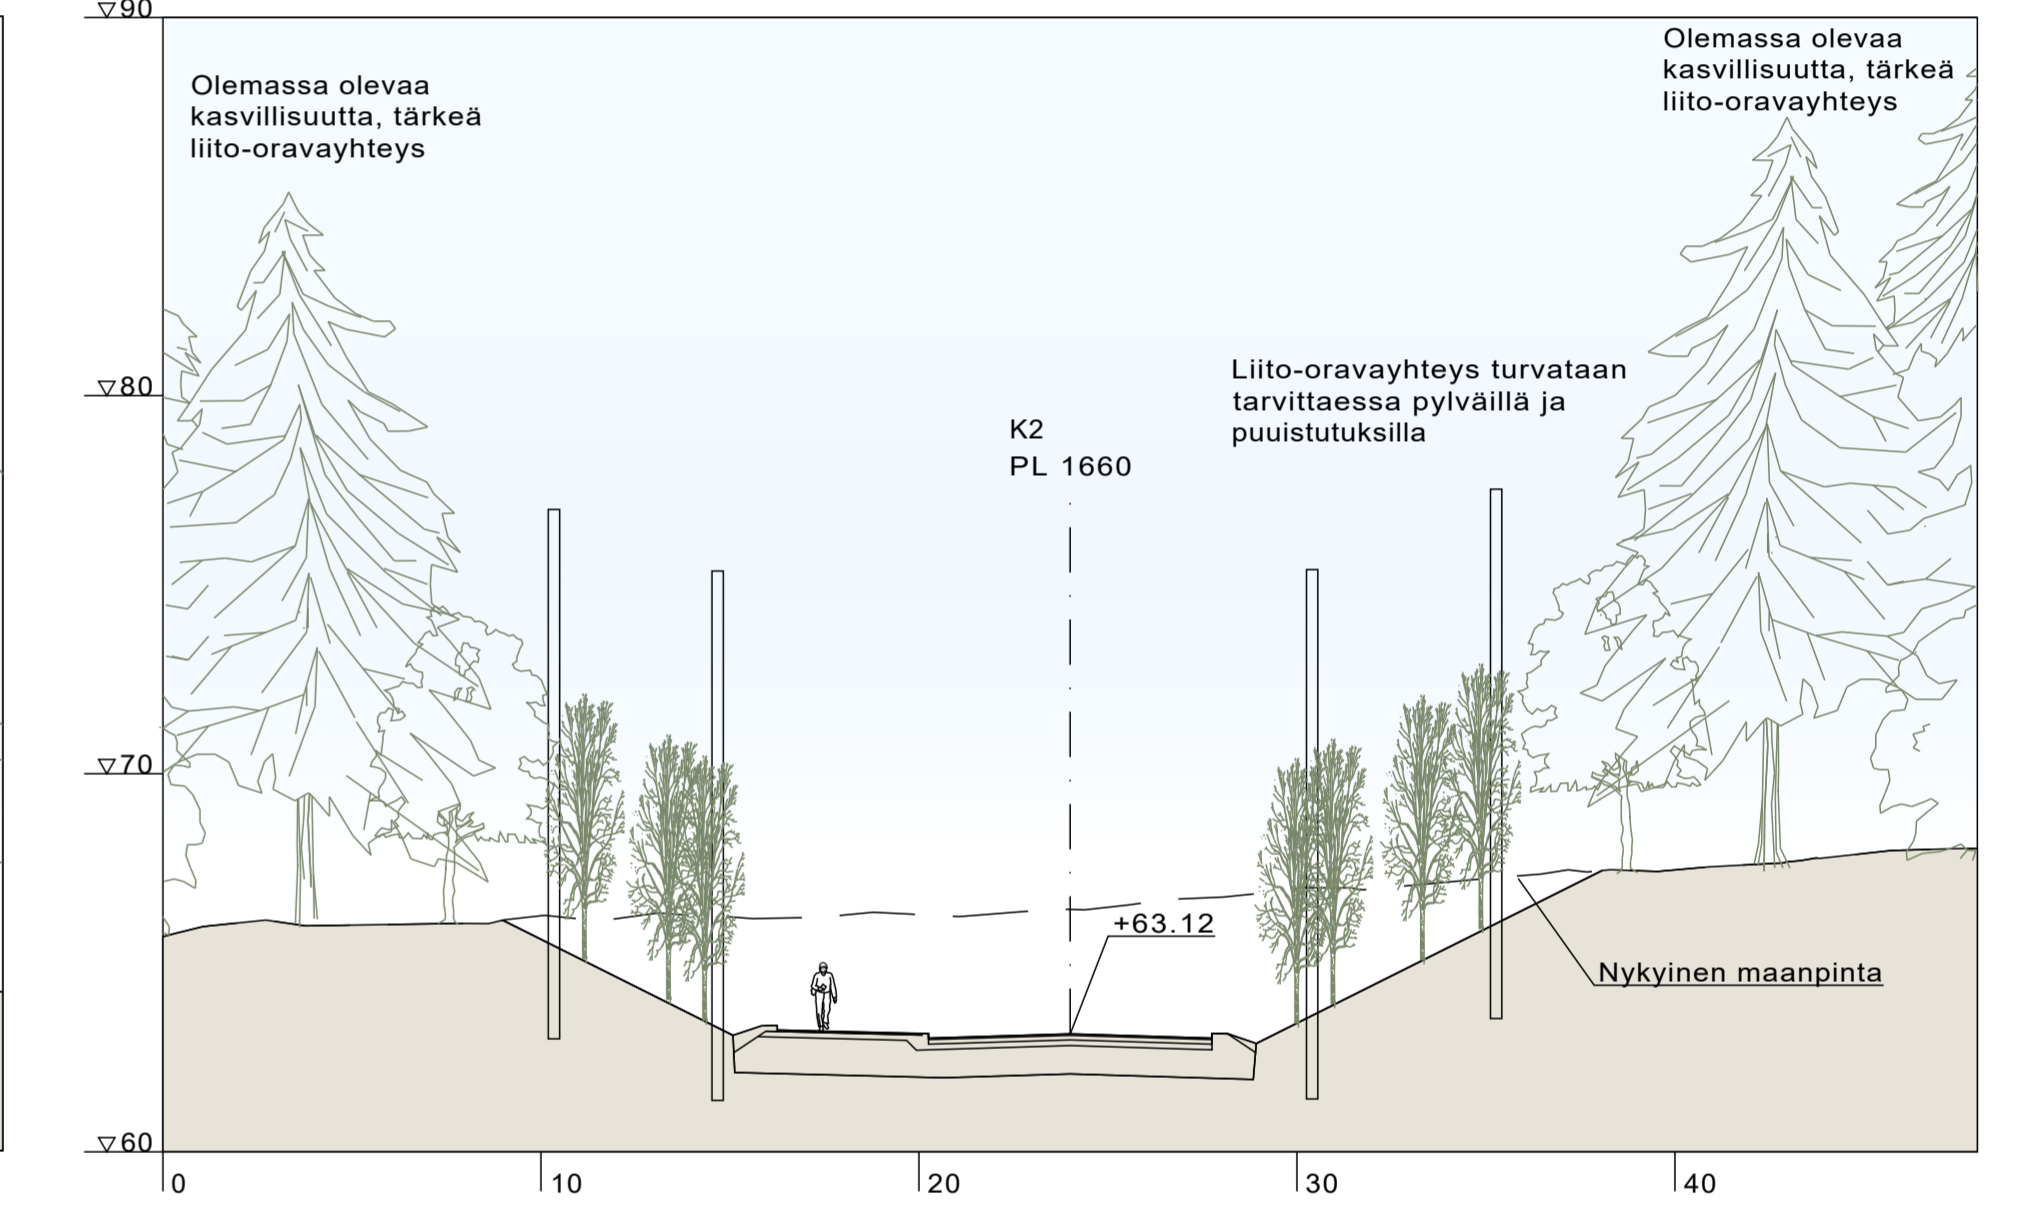 ▽90
Olemassa olevaa
kasvillisuutta, tärkeä
liito-oravayhteys
Olemassa olevaa
kasvillisuutta, tärkeä
liito-oravayhteys
▽80
Liito-oravayhteys turvataan
tarvittaessa pylväillä ja
puuistutuksilla
K2
PL 1660
▽70
+63.12
Nykyinen maanpinta
▽60
0
10
20
30
40